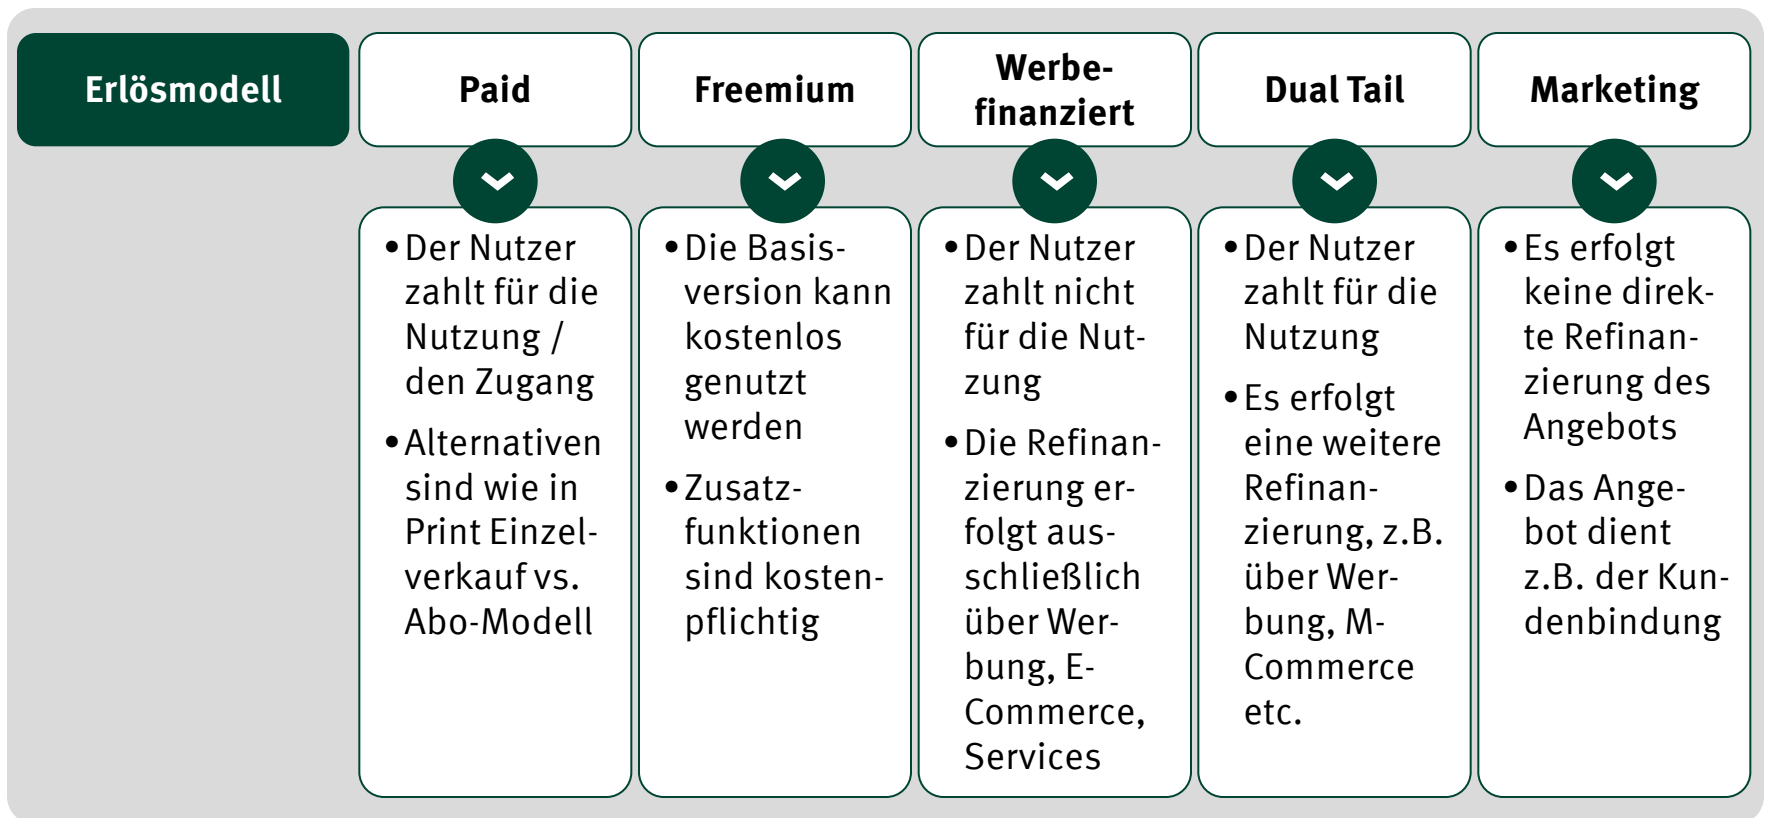 Erlösmodell
Paid
Freemium
Werbe-
finanziert
Dual Tail
Marketing
•Der Nutzer
zahlt für die
Nutzung /
den Zugang
•Alternativen
sind wie in
Print Einzel-
verkauf vs.
Abo-Modell
•Die Basis-
version kann
kostenlos
genutzt
werden
•Zusatz-
funktionen
sind kosten-
pflichtig
•Der Nutzer
zahlt nicht
für die Nut-
zung
•Die Refinan-
zierung er-
folgt aus-
schließlich
über Wer-
bung, E-
Commerce,
Services
•Der Nutzer
zahlt für die
Nutzung
•Es erfolgt
eine weitere
Refinan-
zierung, z.B.
über Wer-
bung, M-
Commerce
etc.
•Es erfolgt
keine direk-
te Refinan-
zierung des
Angebots
•Das Ange-
bot dient
z.B. der Kun-
denbindung